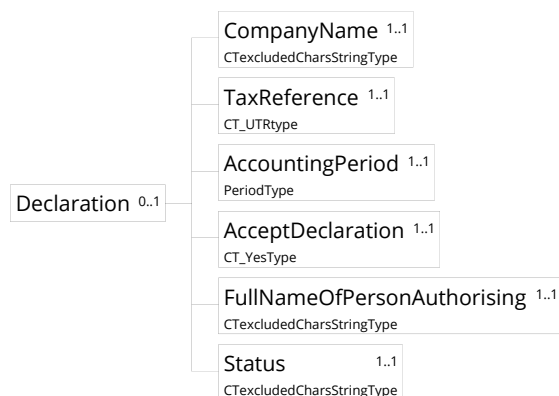 CompanyName 1..1
CTexcludedCharsStringType
TaxReference 1..1
CT_UTRtype
AccountingPeriod 1..1
PeriodType
Declaration 0..1
AcceptDeclaration 1..1
CT_YesType
FullNameOfPersonAuthorising 1..1
CTexcludedCharsStringType
Status 1..1
CTexcludedCharsStringType